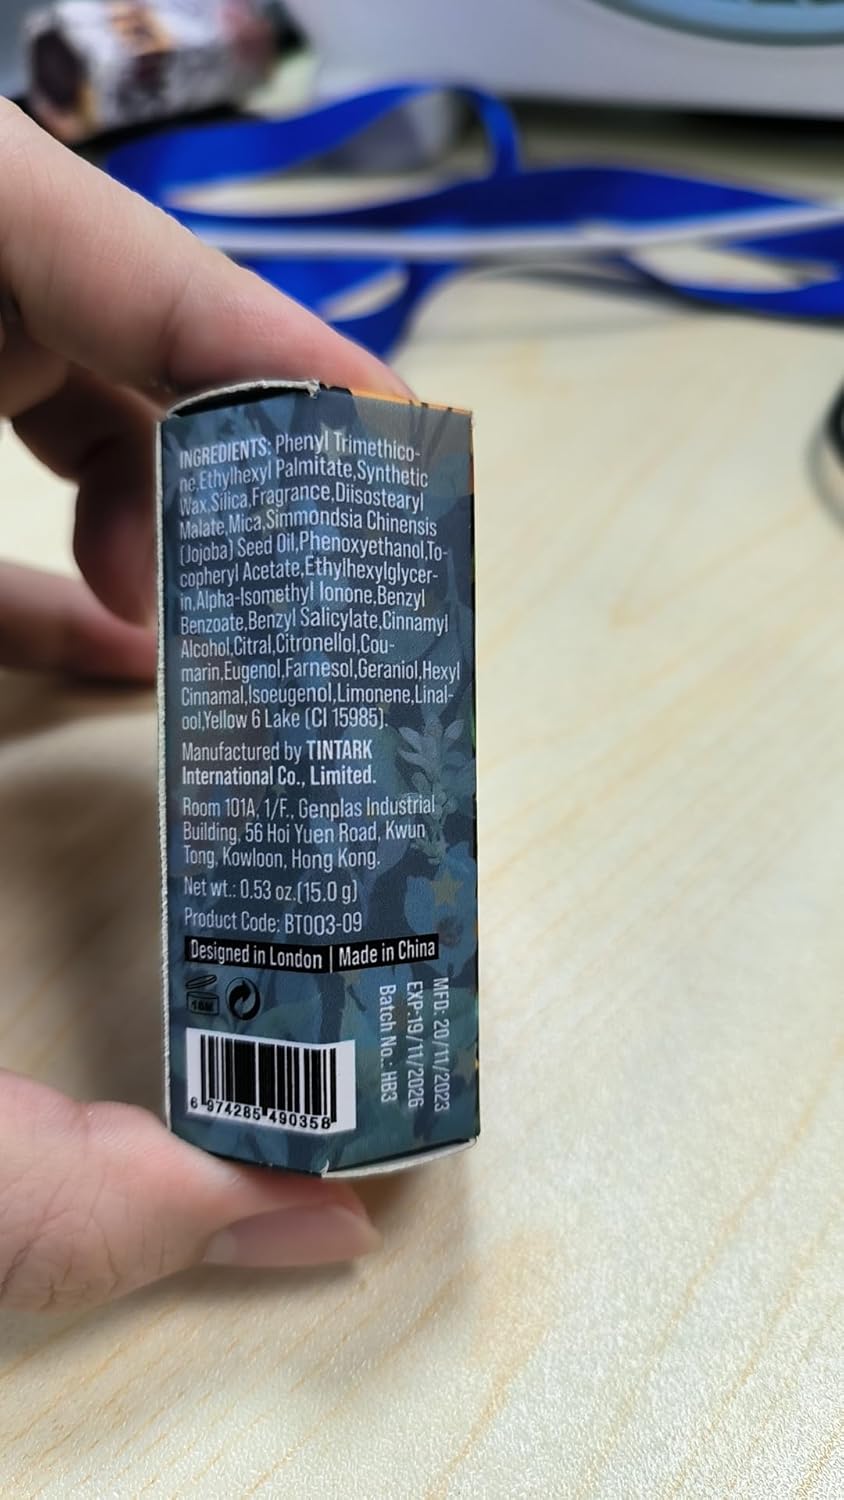 INGREDIENTS: Phenyl Trimethico-
ne,Ethylhexyl Palmitate,Synthetic
Wax,Silica,Fragrance,Diisostearyl
Malate,Mica,Simmondsia Chinensis
(Jojoba) Seed Oil,Phenoxyethanol,To-
copheryl Acetate,Ethylhexylglycer-
in,Alpha-Isomethyl Ionone,Benzyl
Benzoate,Benzyl Salicylate,Cinnamyl
Alcohol,Citral,Citronellol,Cou-
marin,Eugenol,Farnesol,Geraniol,Hexyl
Cinnamal,Isoeugenol,Limonene,Linal-
ool,Yellow 6 Lake (CI 15985).
Manufactured by TINTARK
International Co., Limited.
Room 101A, 1/F., Genplas Industrial
Building, 56 Hoi Yuen Road, Kwun
Tong, Kowloon, Hong Kong.
Net wt.: 0.53 oz.(15.0 g)
Product Code: BT003-09
Designed in London | Made in China
MFD: 20/11/2023
EXP:19/11/2026
Batch No.: HB3
6 974285 490358